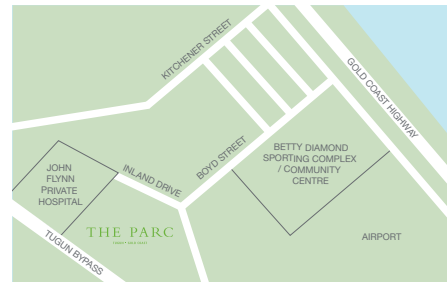 KITCHENER STREET
GOLD COAST HIGHWAY
BOYD STREET
BETTY DIAMOND
SPORTING COMPLEX
/ COMMUNITY
CENTRE
JOHN
FLYNN
PRIVATE
HOSPITAL
INLAND DRIVE
THE PARC
AIRPORT
TUGUN BYPASS